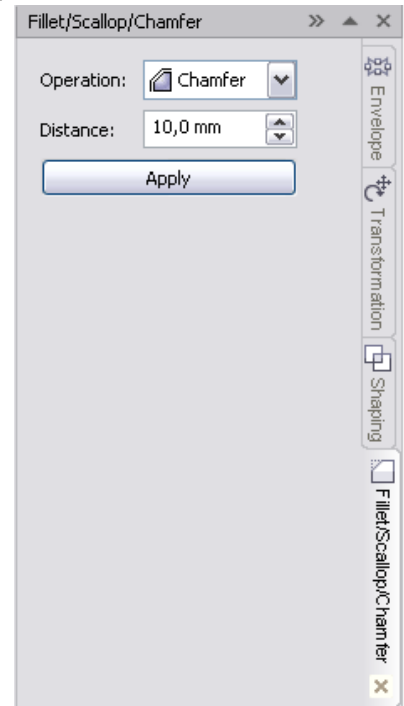 Fillet/Scallop/Chamfer
Operation: Chamfer
Distance: 10,0 mm
Apply
Envelope
Transformation
Shaping
Fillet/Scallop/Chamfer